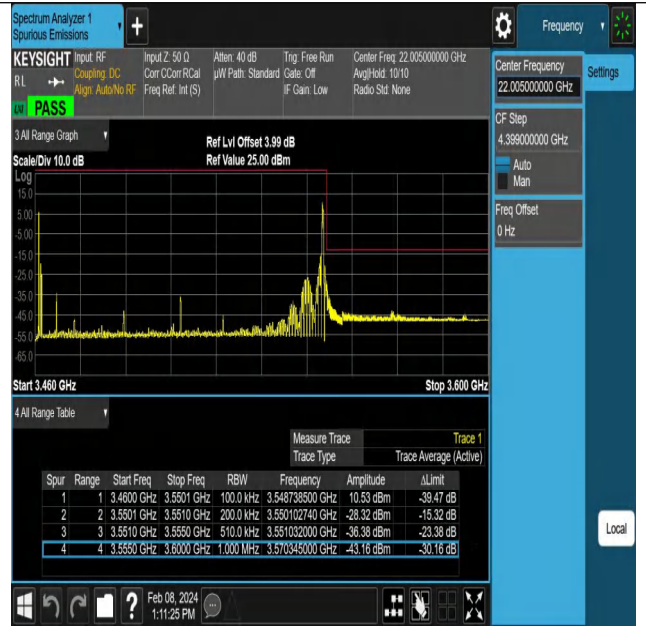 Spectrum Analyzer 1
Spurious Emissions
Frequency
KEYSIGHT
RL
LNI PASS
Input: RF
Coupling: DC
Align: Auto/No RF
Input Z: 50 Ω
Corr CCorr RCal
Freq Ref: Int (S)
Atten: 40 dB
µW Path: Standard
Trig: Free Run
Gate: Off
IF Gain: Low
Center Freq: 22.005000000 GHz
Avg|Hold: 10/10
Radio Std: None
Center Frequency
22.005000000 GHz
Settings
CF Step
4.399000000 GHz
Auto
Man
Freq Offset
0 Hz
3 All Range Graph
Ref Lvl Offset 3.99 dB
Scale/Div 10.0 dB
Ref Value 25.00 dBm
Log
15.0
5.00
-5.00
-15.0
-25.0
-35.0
-45.0
-55.0
-65.0
Start 3.460 GHz
Stop 3.600 GHz
4 All Range Table
Measure Trace Trace 1
Trace Type Trace Average (Active)
Spur Range Start Freq Stop Freq RBW Frequency Amplitude ΔLimit
1 1 3.4600 GHz 3.5501 GHz 100.0 kHz 3.548738500 GHz 10.53 dBm -39.47 dB
2 2 3.5501 GHz 3.5510 GHz 200.0 kHz 3.550102740 GHz -28.32 dBm -15.32 dB
3 3 3.5510 GHz 3.5550 GHz 510.0 kHz 3.551032000 GHz -36.38 dBm -23.38 dB
4 4 3.5550 GHz 3.6000 GHz 1.000 MHz 3.570345000 GHz -43.16 dBm -30.16 dB
Local
Feb 08, 2024
1:11:25 PM